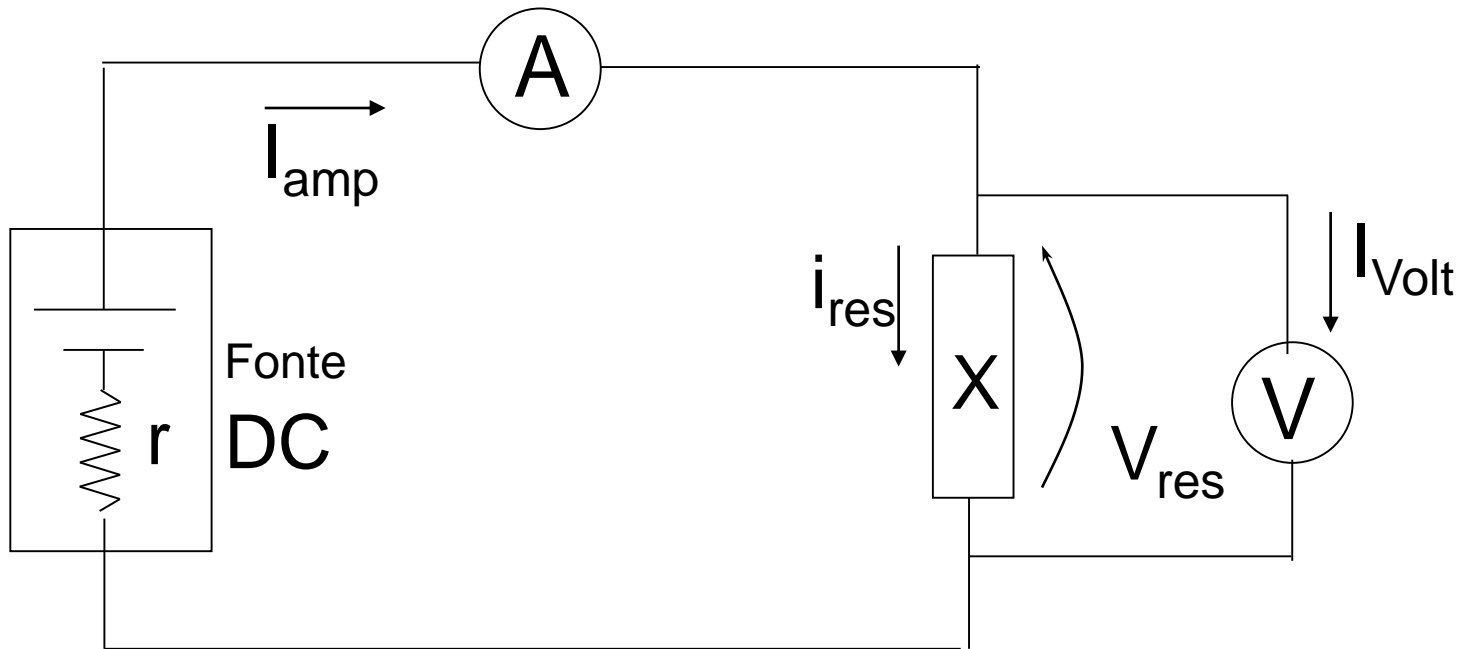 A
I_amp
i_res
I_Volt
Fonte
DC
r
X
V
V_res